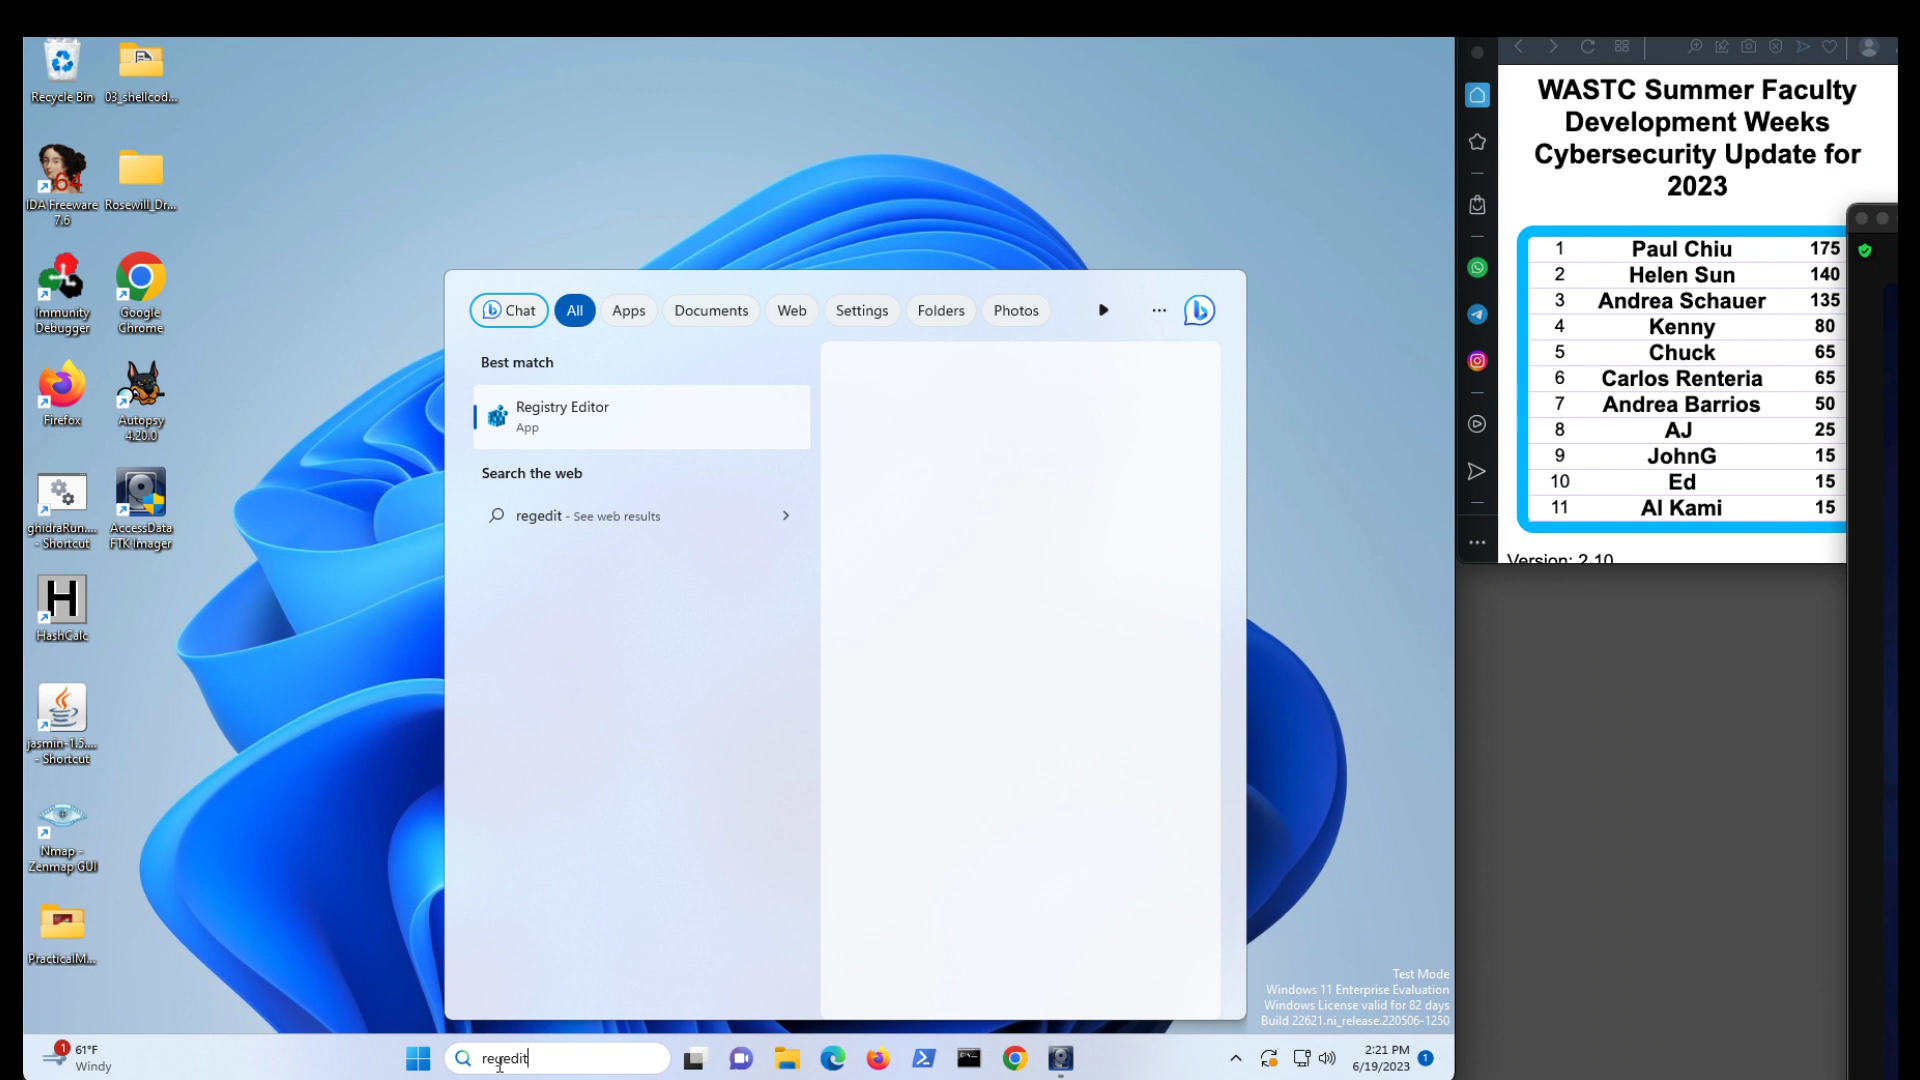 Recycle Bin
03_shellcod...
IDA Freeware
7.6
Rosewill_Dr...
Immunity
Debugger
Google
Chrome
Firefox
Autopsy
4.20.0
ghidraRun....
- Shortcut
AccessData
FTK Imager
HashCalc
jasmin-1.5....
- Shortcut
Nmap -
Zenmap GUI
PracticalM...
Chat
All
Apps
Documents
Web
Settings
Folders
Photos
...
Best match
Registry Editor
App
Search the web
regedit - See web results
Test Mode
Windows 11 Enterprise Evaluation
Windows License valid for 82 days
Build 22621.ni_release.220506-1250
1
61°F
Windy
regedit
2:21 PM
6/19/2023
1
WASTC Summer Faculty
Development Weeks
Cybersecurity Update for
2023
1 Paul Chiu 175
2 Helen Sun 140
3 Andrea Schauer 135
4 Kenny 80
5 Chuck 65
6 Carlos Renteria 65
7 Andrea Barrios 50
8 AJ 25
9 JohnG 15
10 Ed 15
11 Al Kami 15
Version: 2.10